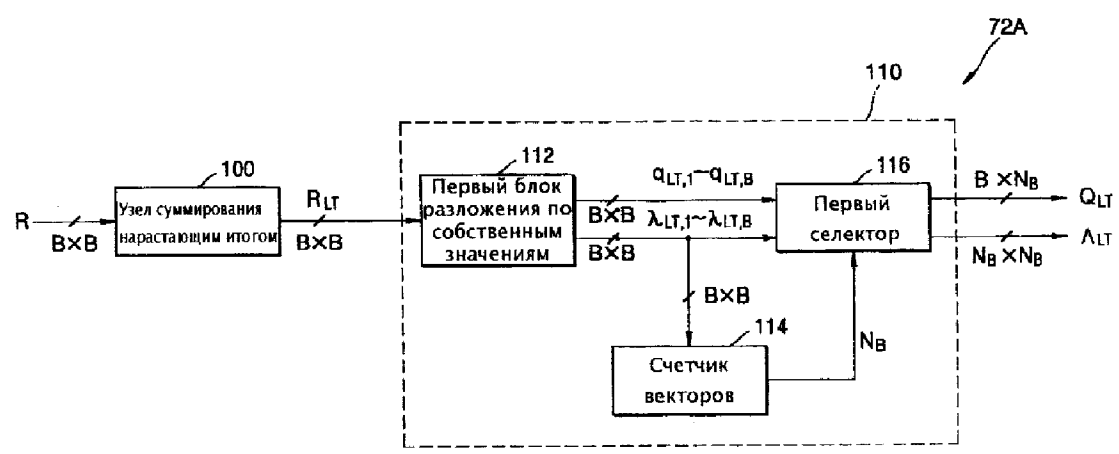 72A
110
100
112
116
R
B×B
Узел суммирования
нарастающим итогом
R_LT
B×B
Первый блок
разложения по
собственным
значениям
q_LT,1~q_LT,B
B×B
λ_LT,1~λ_LT,B
B×B
Первый
селектор
B×N_B
Q_LT
Λ_LT
N_B×N_B
B×B
114
Счетчик
векторов
N_B